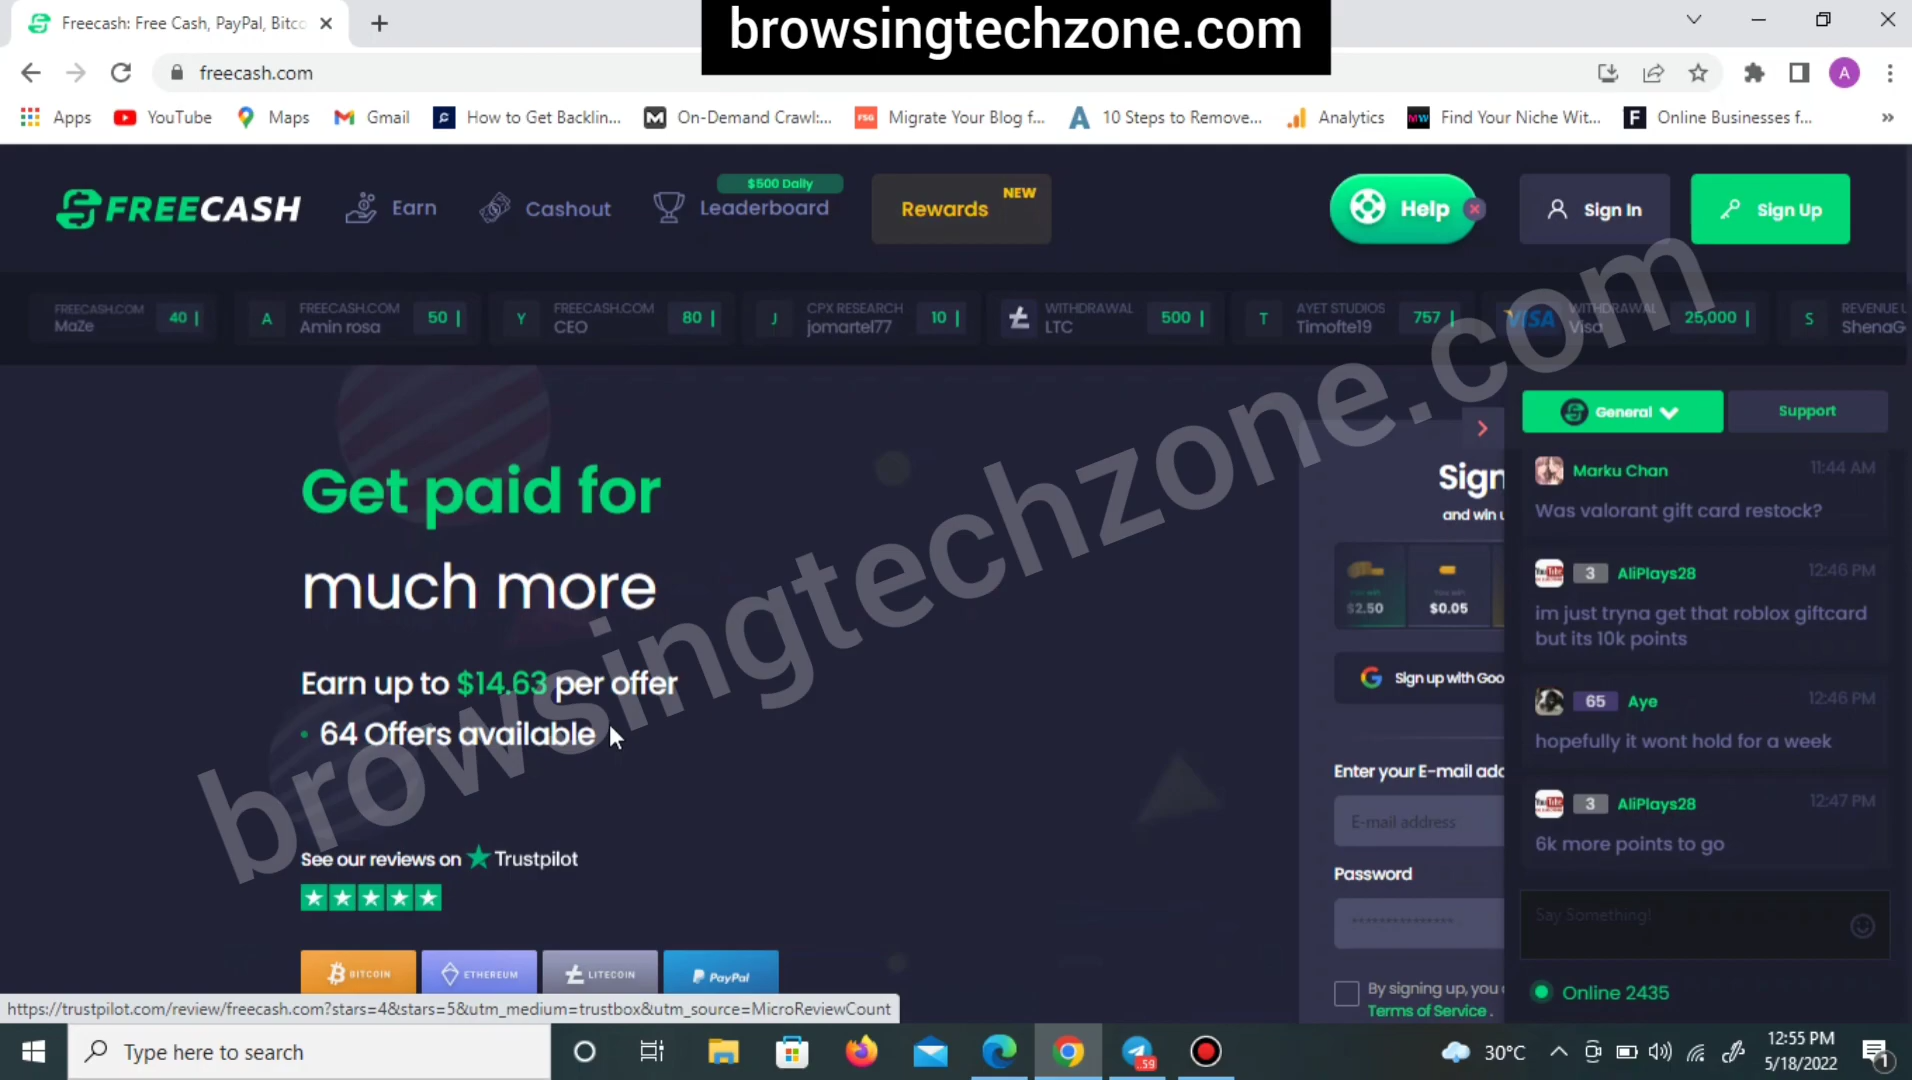 browsingtechzone.com
Freecash: Free Cash, PayPal, Bitco
freecash.com
A
Apps
YouTube
Maps
Gmail
How to Get Backlin...
On-Demand Crawl:...
Migrate Your Blog f...
10 Steps to Remove...
Analytics
Find Your Niche Wit...
Online Businesses f...
FREECASH
Earn
Cashout
$500 Daily
Leaderboard
Rewards
NEW
Help
Sign In
Sign Up
FREECASH.COM
MaZe
40
A
FREECASH.COM
Amin rosa
50
Y
FREECASH.COM
CEO
80
J
CPX RESEARCH
jomartel77
10
WITHDRAWAL
LTC
500
T
AYET STUDIOS
Timofte19
757
VISA
WITHDRAWAL
Visa
25,000
S
REVENUE U
ShenaG
browsingtechzone.com
Get paid for
much more
Earn up to $14.63 per offer
• 64 Offers available
See our reviews on Trustpilot
BITCOIN
ETHEREUM
LITECOIN
PayPal
Sign
and win u
$2.50
$0.05
Sign up with Goo
Enter your E-mail add
E-mail address
Password
By signing up, you
Terms of Service .
General
Support
Marku Chan
11:44 AM
Was valorant gift card restock?
3 AliPlays28
12:46 PM
im just tryna get that roblox giftcard
but its 10k points
65 Aye
12:46 PM
hopefully it wont hold for a week
3 AliPlays28
12:47 PM
6k more points to go
Say Something!
Online 2435
https://trustpilot.com/review/freecash.com?stars=4&stars=5&utm_medium=trustbox&utm_source=MicroReviewCount
Type here to search
59
30°C
12:55 PM
5/18/2022
1